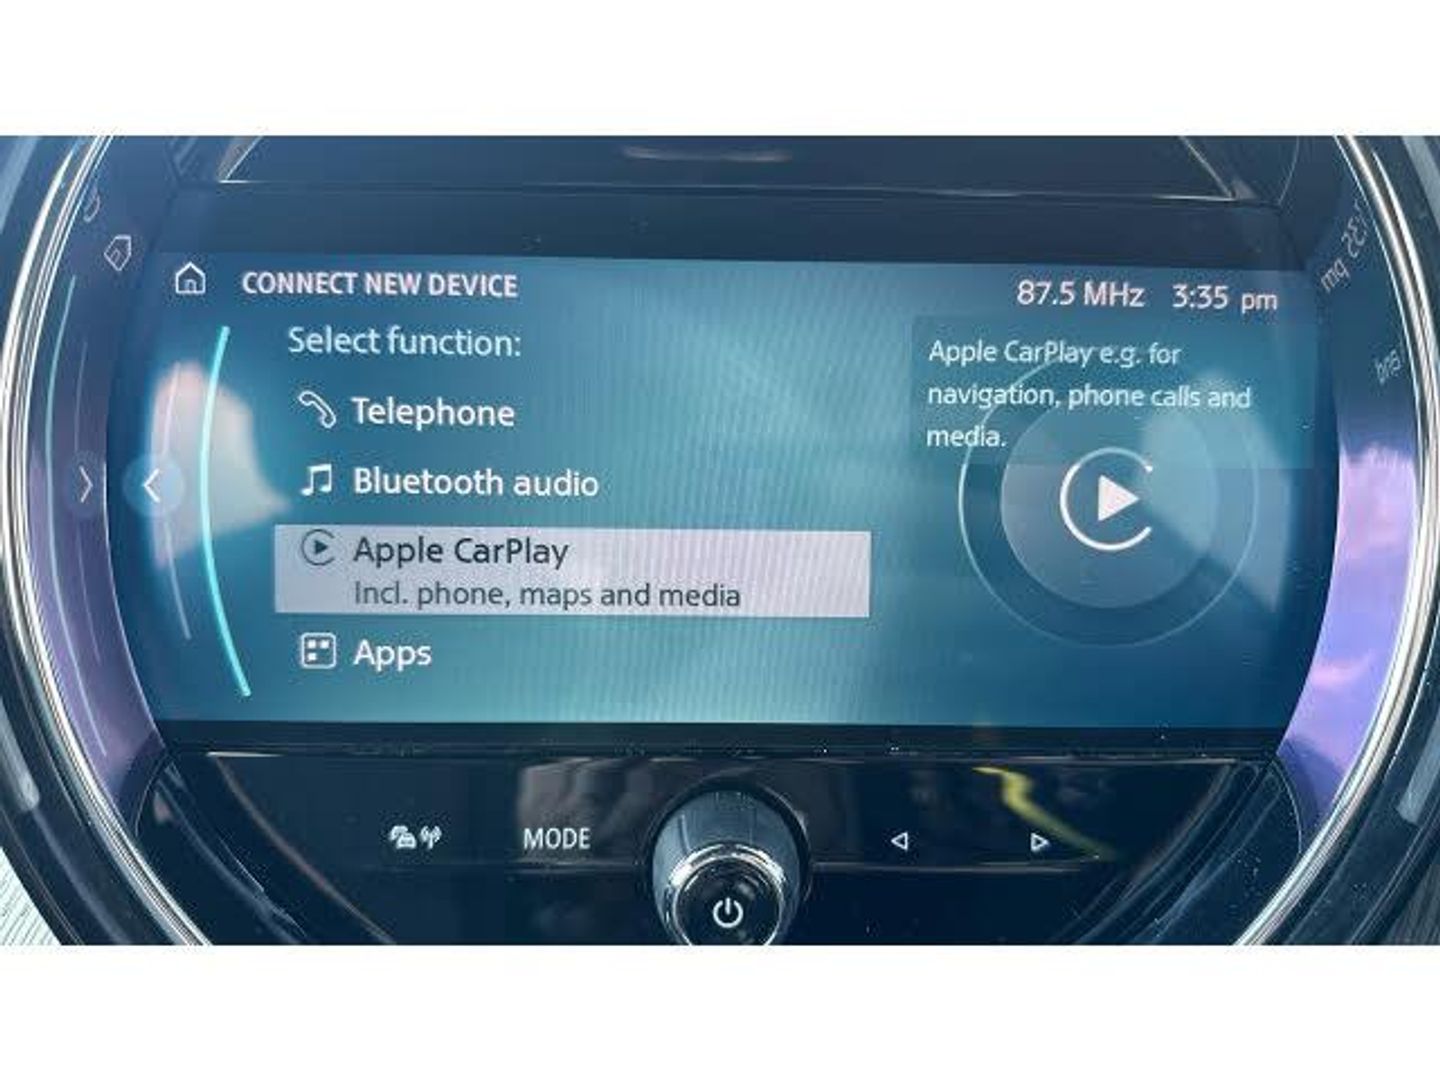 CONNECT NEW DEVICE
87.5 MHz 3:35 pm
Select function:
Telephone
Bluetooth audio
Apple CarPlay
Incl. phone, maps and media
Apps
Apple CarPlay e.g. for
navigation, phone calls and
media.
MODE